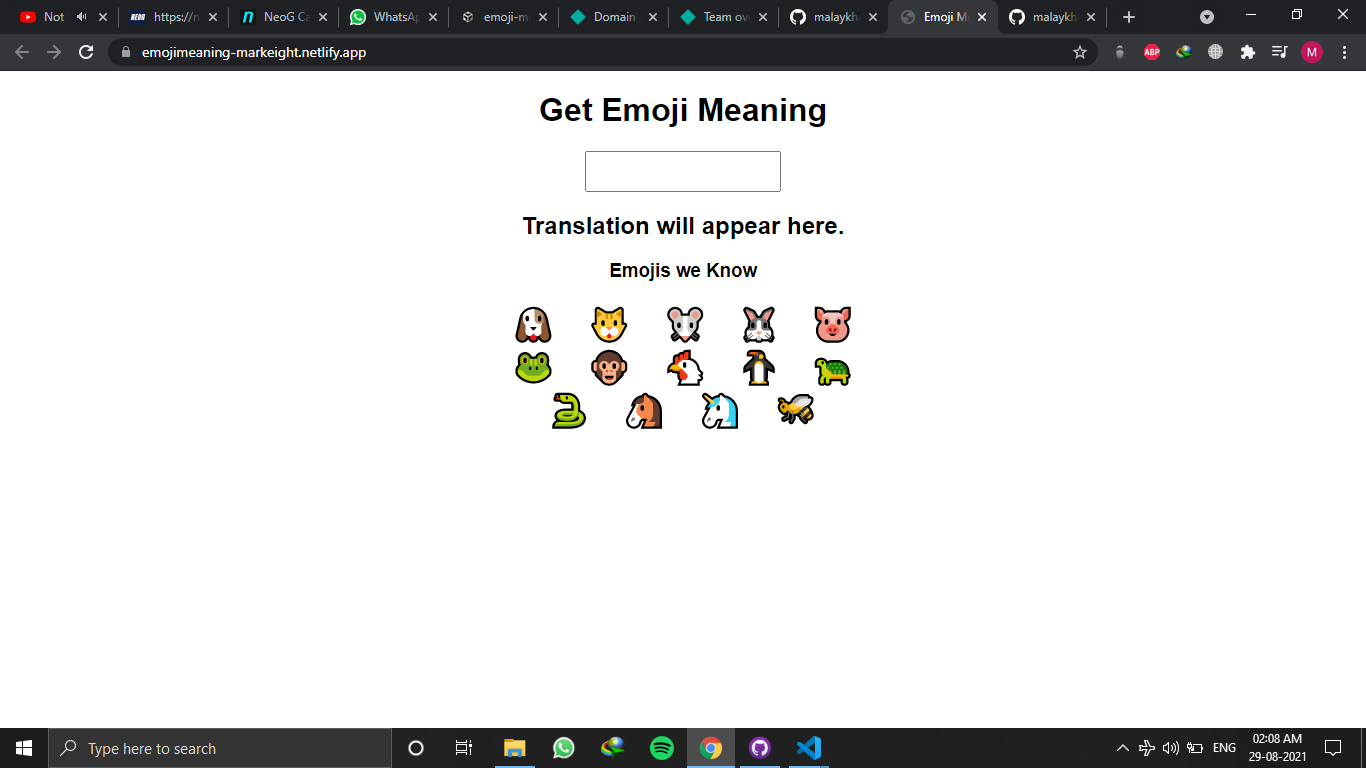 Not
https://n
NeoG Ca
WhatsAp
emoji-m
Domain
Team ov
malaykh
Emoji M
malaykh
emojimeaning-markeight.netlify.app
ABP
M
Get Emoji Meaning
Translation will appear here.
Emojis we Know
Type here to search
ENG
02:08 AM
29-08-2021